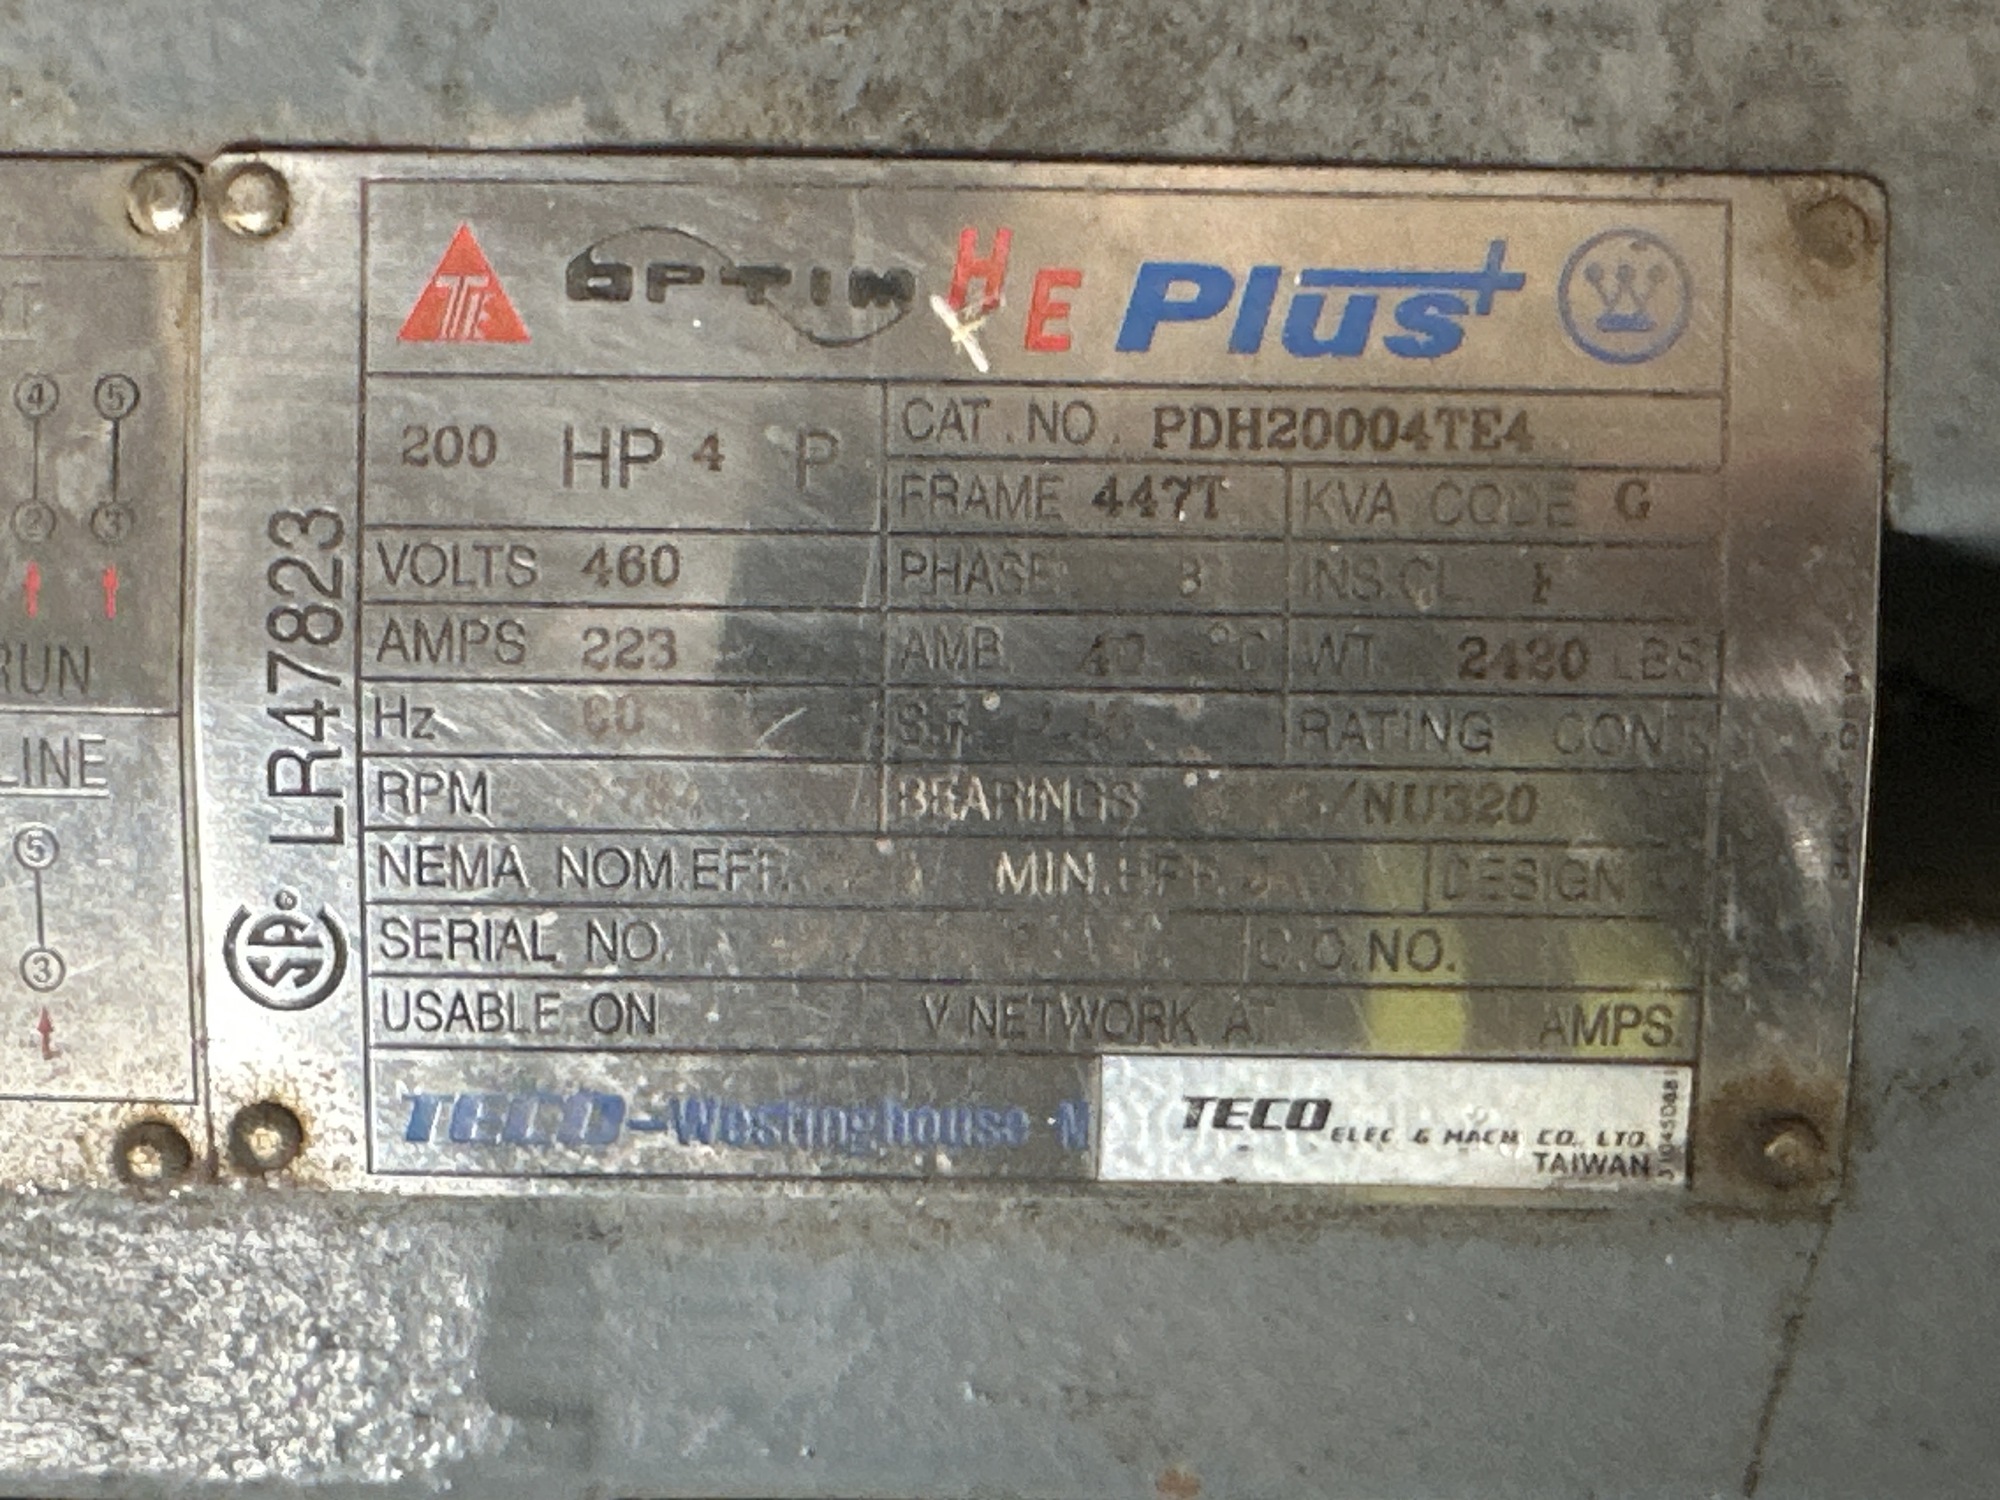 TE OPTIM HE Plus+ W
200 HP 4 P
CAT. NO. PDH20004TE4
FRAME 447T KVA CODE G
VOLTS 460 PHASE 3 INS.CL F
AMPS 223 AMB. 40 °C WT. LBS
Hz 60 S.F. RATING CONT.
RPM BEARINGS /NU320
NEMA NOM.EFF. MIN.EFF. DESIGN
SERIAL NO. C.O.NO.
USABLE ON V NETWORK AT AMPS.
TECO-Westinghouse M
TECO ELEC & MACH CO., LTD.
TAIWAN
31045D881
LR47823
SA®
4 5
2 3
RUN
LINE
5
3